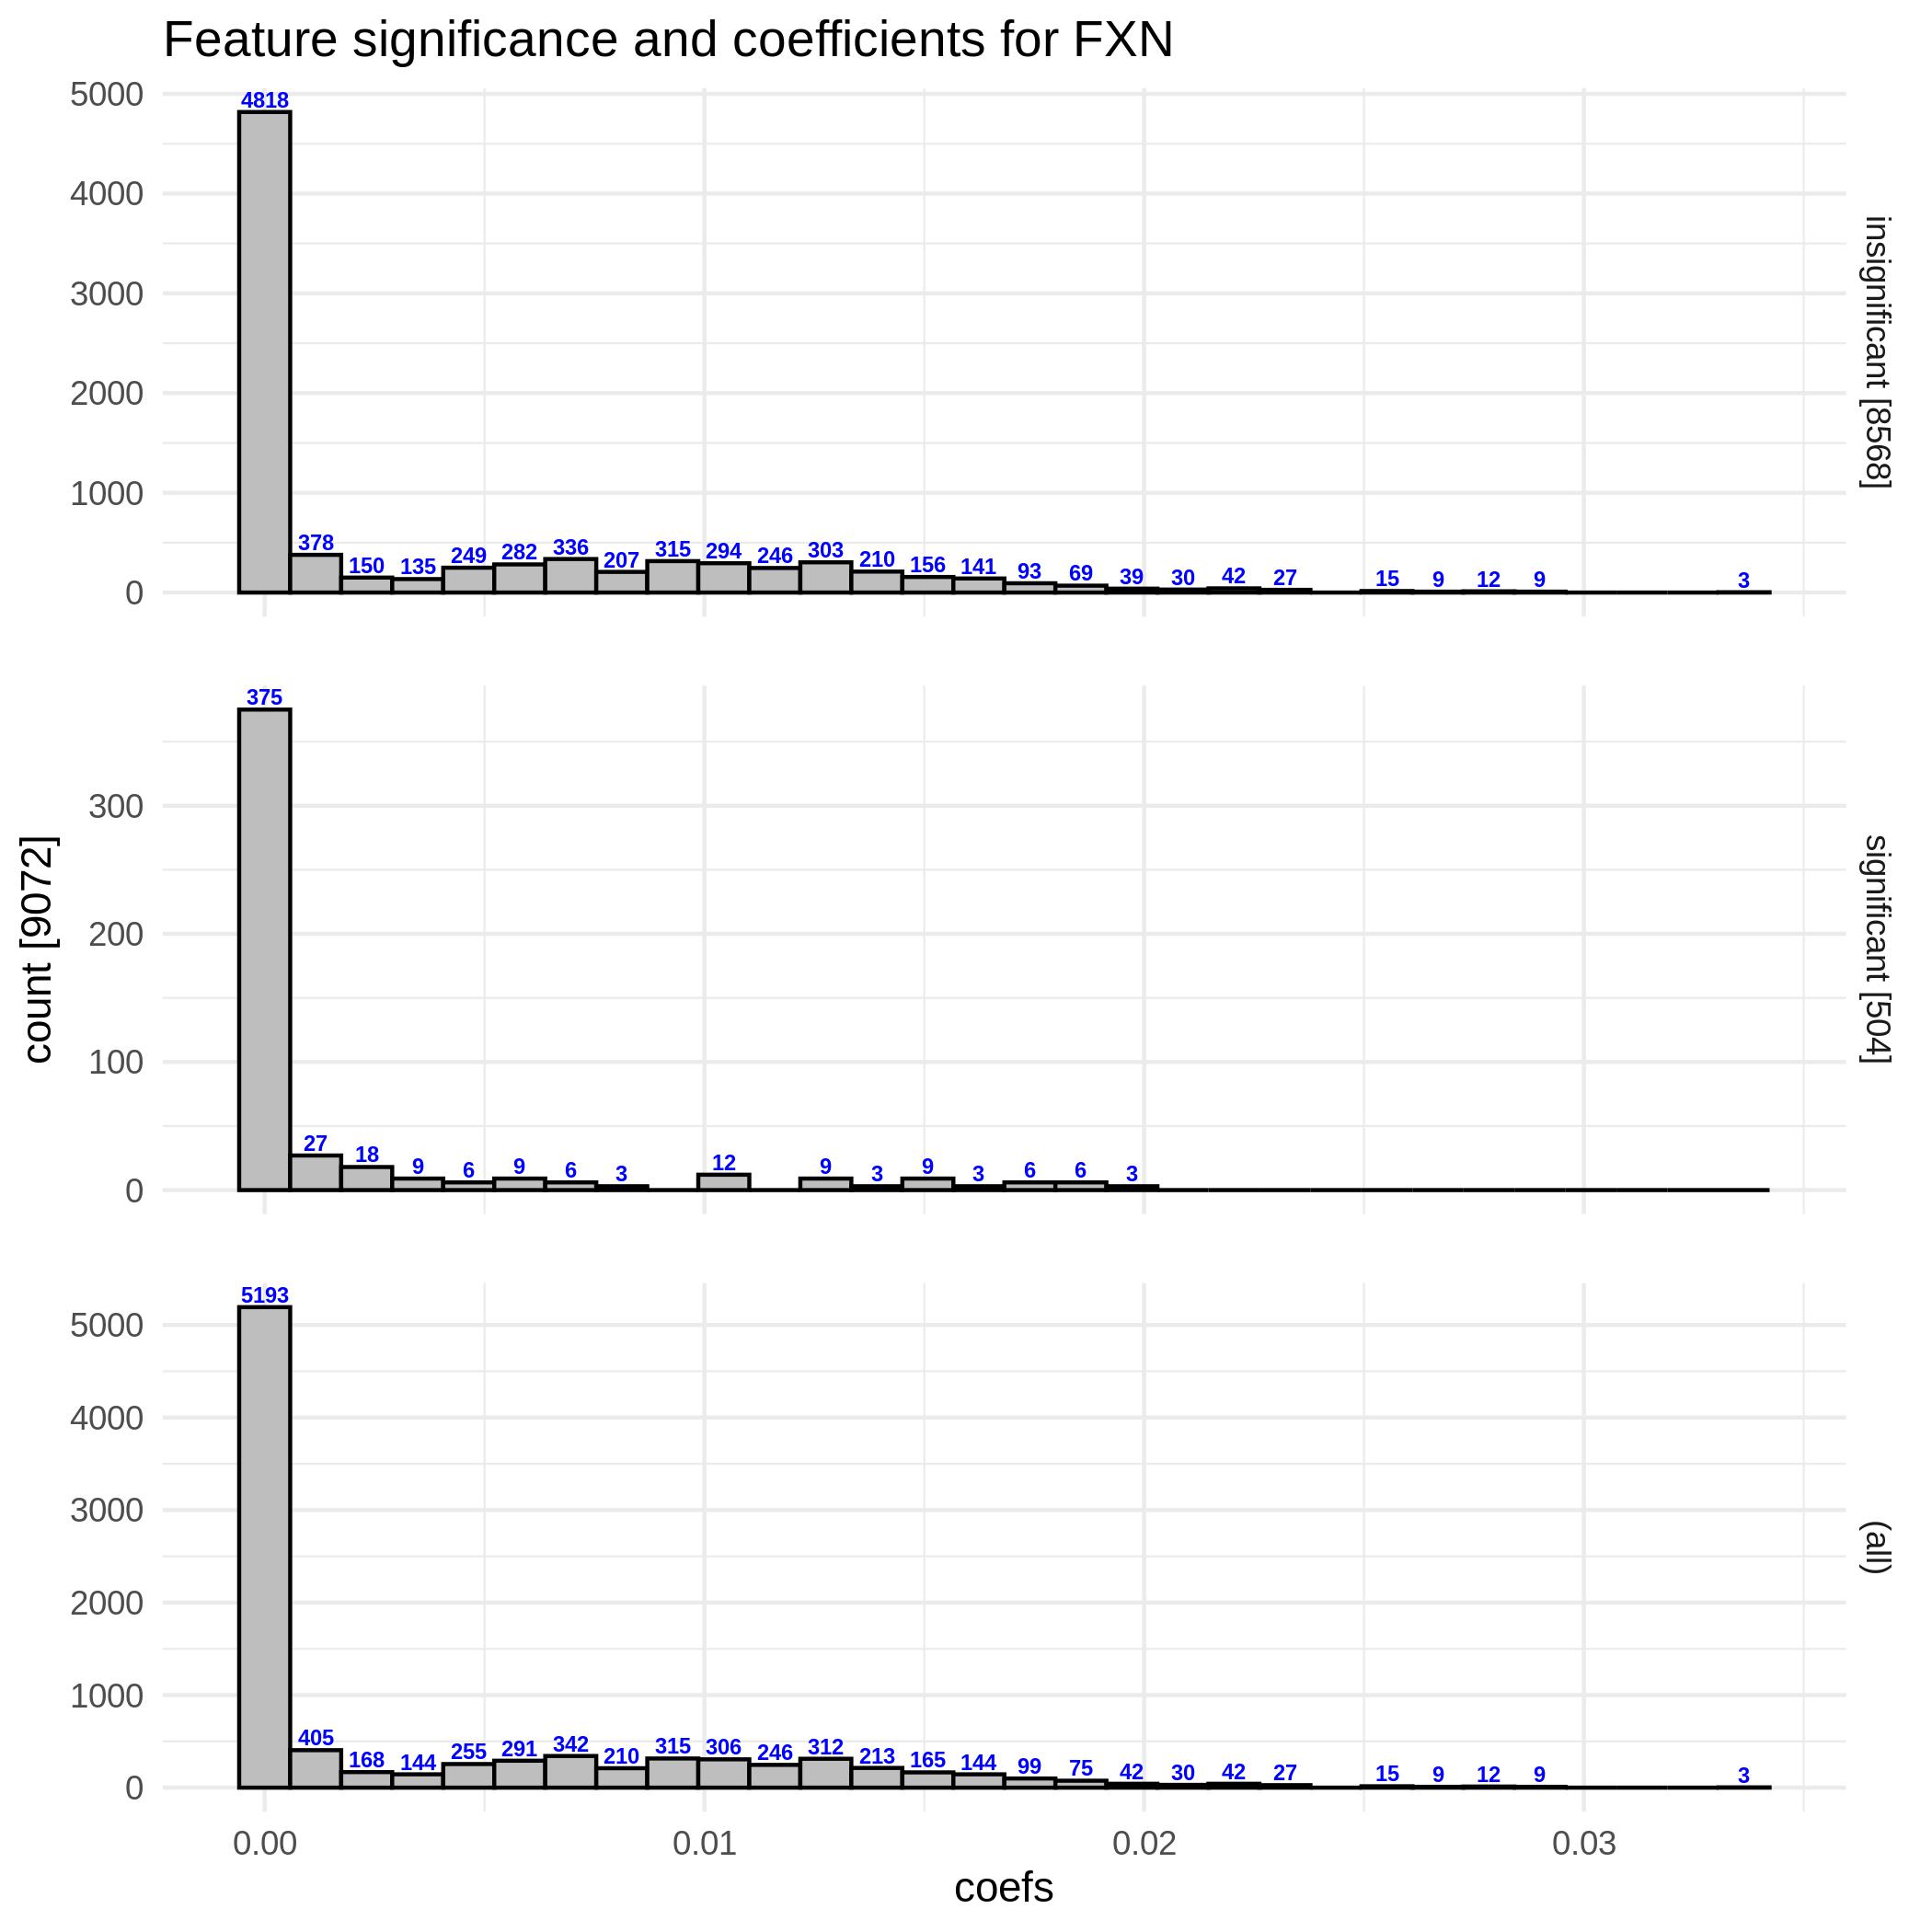 Feature significance and coefficients for FXN
5000
4000
3000
2000
1000
0
4818
378 150 135 249 282 336 207 315 294 246 303 210 156 141 93 69 39 30 42 27 15 9 12 9 3
insignificant [8568]
count [9072]
300
200
100
0
375
27 18 9 6 9 6 3 12 9 3 9 3 6 6 3
significant [504]
5000
4000
3000
2000
1000
0
5193
405 168 144 255 291 342 210 315 306 246 312 213 165 144 99 75 42 30 42 27 15 9 12 9 3
(all)
0.00 0.01 0.02 0.03
coefs